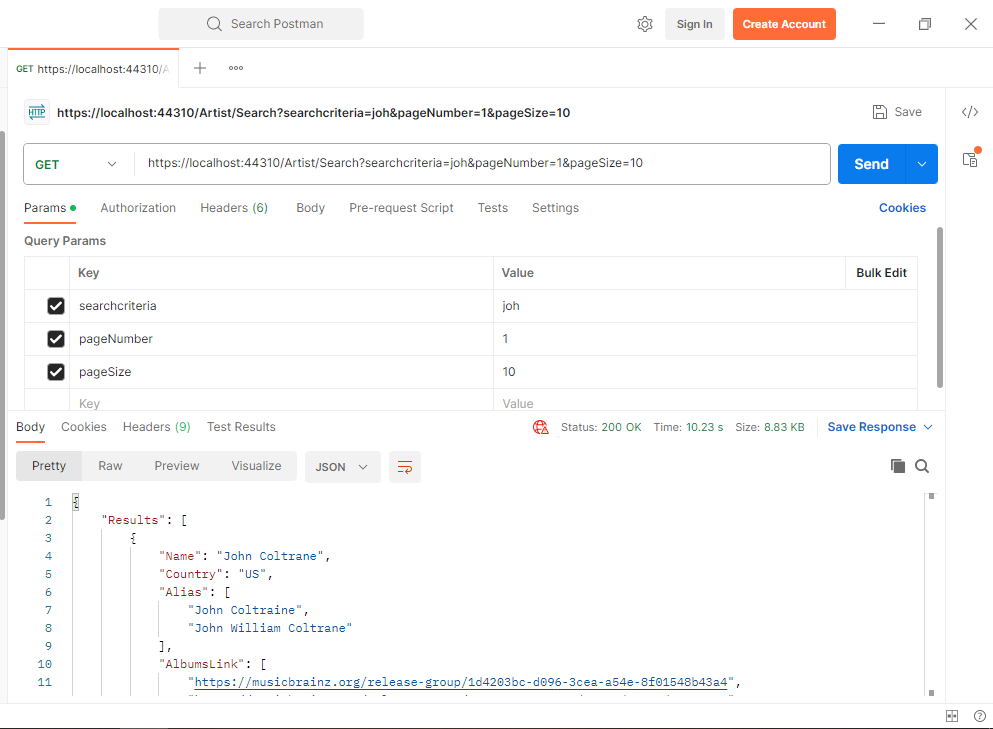 Search Postman
Sign In
Create Account
GET https://localhost:44310/A
HTTP https://localhost:44310/Artist/Search?searchcriteria=joh&pageNumber=1&pageSize=10
Save
GET https://localhost:44310/Artist/Search?searchcriteria=joh&pageNumber=1&pageSize=10
Send
Params Authorization Headers (6) Body Pre-request Script Tests Settings Cookies
Query Params
Key Value Bulk Edit
searchcriteria joh
pageNumber 1
pageSize 10
Key Value
Body Cookies Headers (9) Test Results Status: 200 OK Time: 10.23 s Size: 8.83 KB Save Response
Pretty Raw Preview Visualize JSON
1 {
2 "Results": [
3 {
4 "Name": "John Coltrane",
5 "Country": "US",
6 "Alias": [
7 "John Coltraine",
8 "John William Coltrane"
9 ],
10 "AlbumsLink": [
11 "https://musicbrainz.org/release-group/1d4203bc-d096-3cea-a54e-8f01548b43a4",